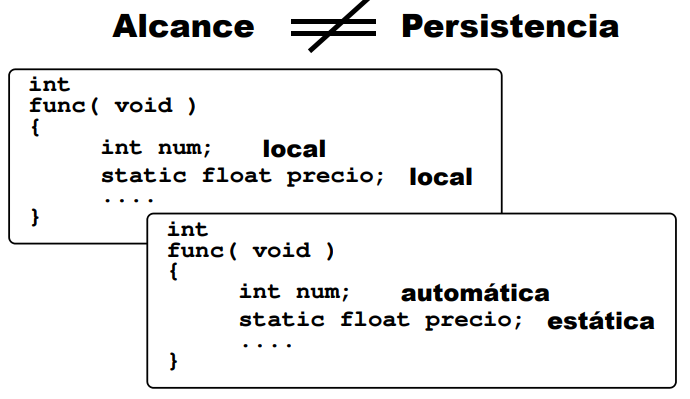 Alcance ≠ Persistencia
int
func( void )
{
int num; local
static float precio; local
....
}
int
func( void )
{
int num; automática
static float precio; estática
....
}